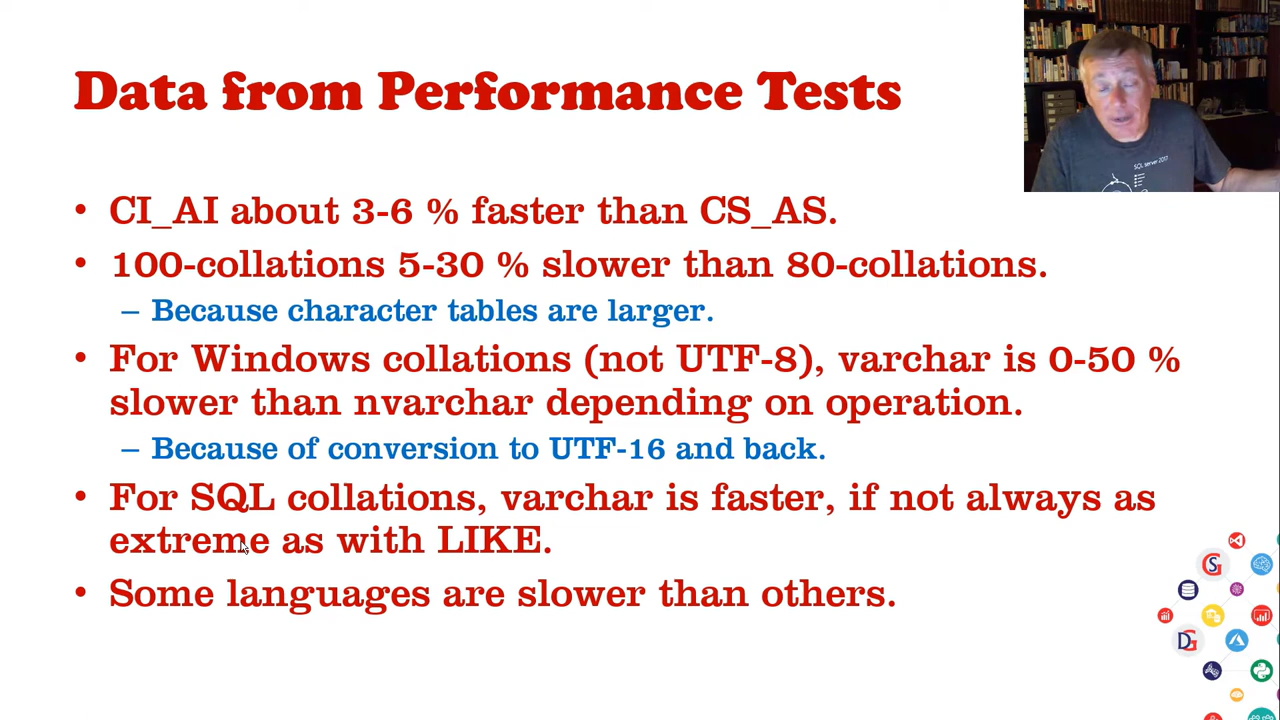 Data from Performance Tests
SQL server 2017
• CI_AI about 3-6 % faster than CS_AS.
• 100-collations 5-30 % slower than 80-collations.
– Because character tables are larger.
• For Windows collations (not UTF-8), varchar is 0-50 %
slower than nvarchar depending on operation.
– Because of conversion to UTF-16 and back.
• For SQL collations, varchar is faster, if not always as
extreme as with LIKE.
• Some languages are slower than others.